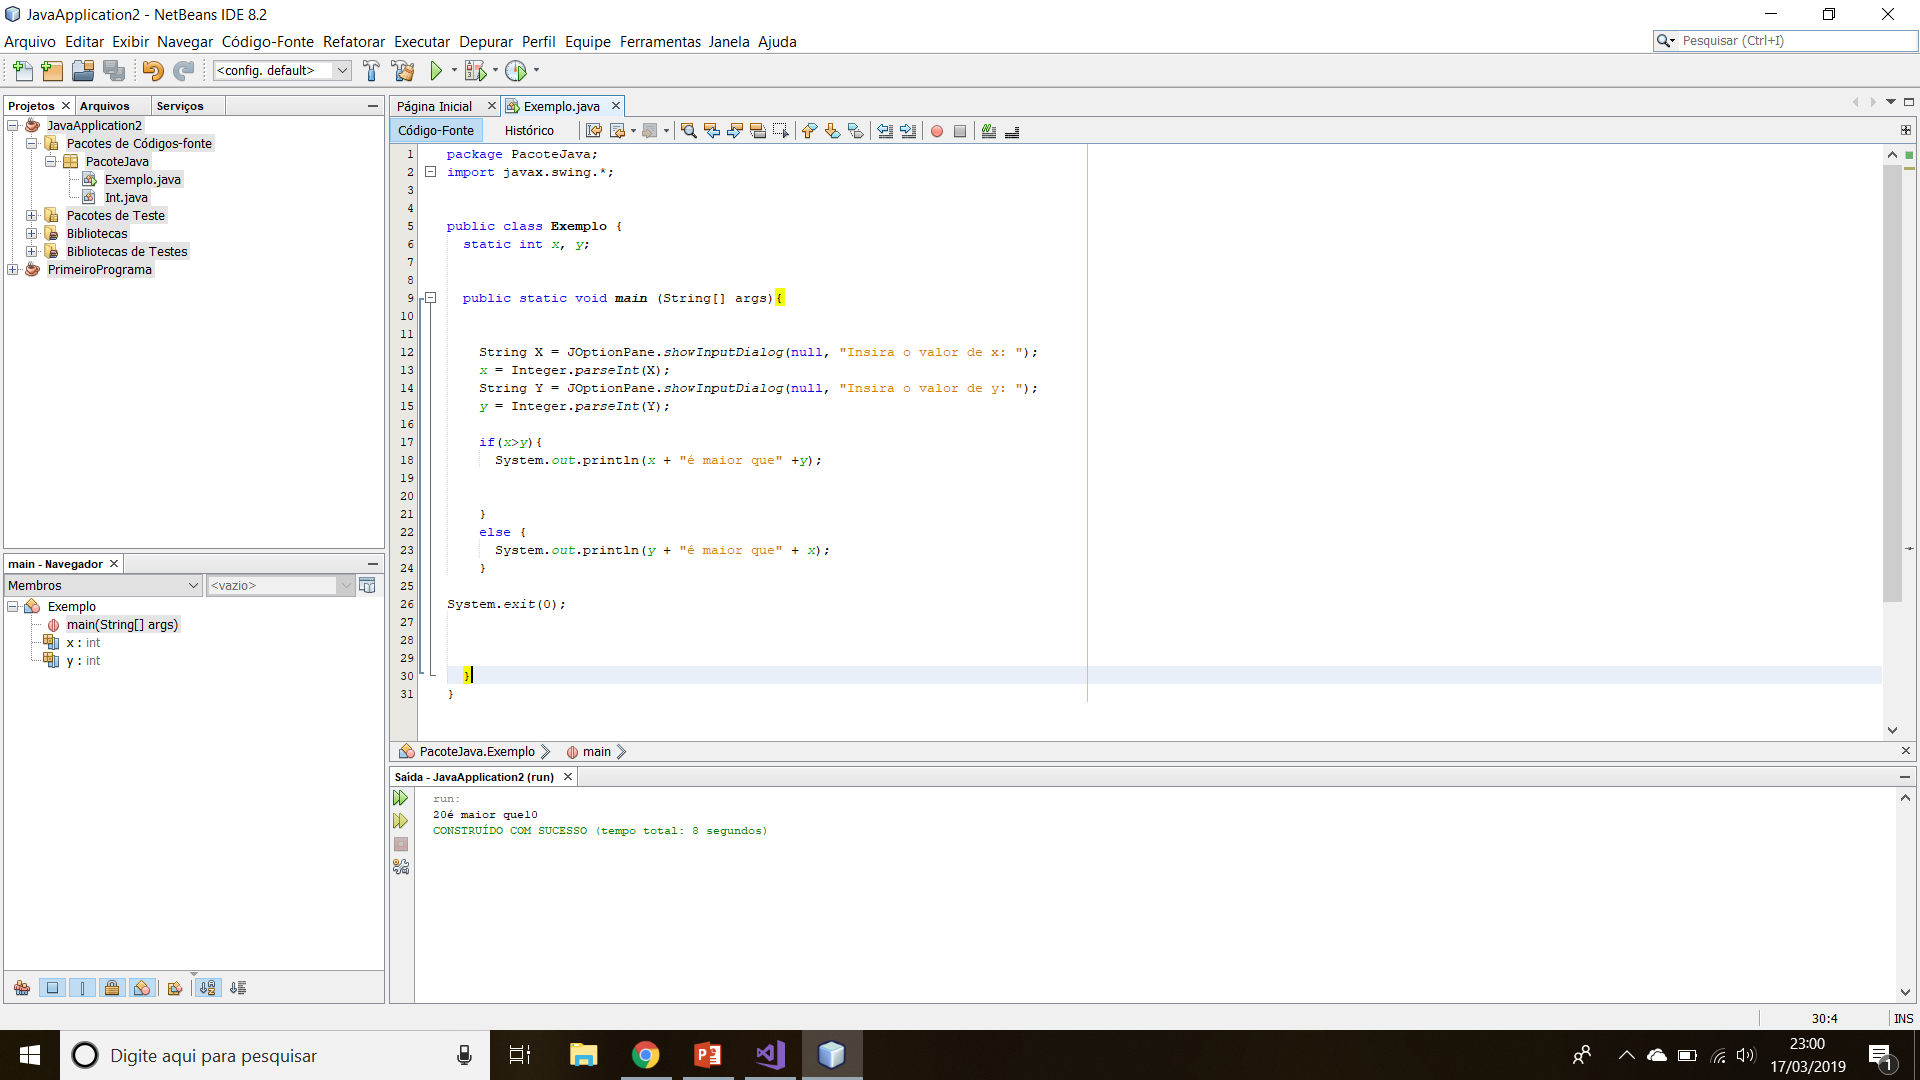 JavaApplication2 - NetBeans IDE 8.2
Arquivo Editar Exibir Navegar Código-Fonte Refatorar Executar Depurar Perfil Equipe Ferramentas Janela Ajuda
Pesquisar (Ctrl+I)
<config. default>
Projetos Arquivos Serviços
JavaApplication2
Pacotes de Códigos-fonte
PacoteJava
Exemplo.java
Int.java
Pacotes de Teste
Bibliotecas
Bibliotecas de Testes
PrimeiroPrograma
main - Navegador
Membros <vazio>
Exemplo
main(String[] args)
x : int
y : int
Página Inicial Exemplo.java
Código-Fonte Histórico
1 package PacoteJava;
2 import javax.swing.*;
3
4
5 public class Exemplo {
6 static int x, y;
7
8
9 public static void main (String[] args){
10
11
12 String X = JOptionPane.showInputDialog(null, "Insira o valor de x: ");
13 x = Integer.parseInt(X);
14 String Y = JOptionPane.showInputDialog(null, "Insira o valor de y: ");
15 y = Integer.parseInt(Y);
16
17 if(x>y){
18 System.out.println(x + "é maior que" +y);
19
20
21 }
22 else {
23 System.out.println(y + "é maior que" + x);
24 }
25
26 System.exit(0);
27
28
29
30 }
31 }
PacoteJava.Exemplo main
Saída - JavaApplication2 (run)
run:
20é maior que10
CONSTRUÍDO COM SUCESSO (tempo total: 8 segundos)
30:4 INS
Digite aqui para pesquisar
23:00
17/03/2019
1